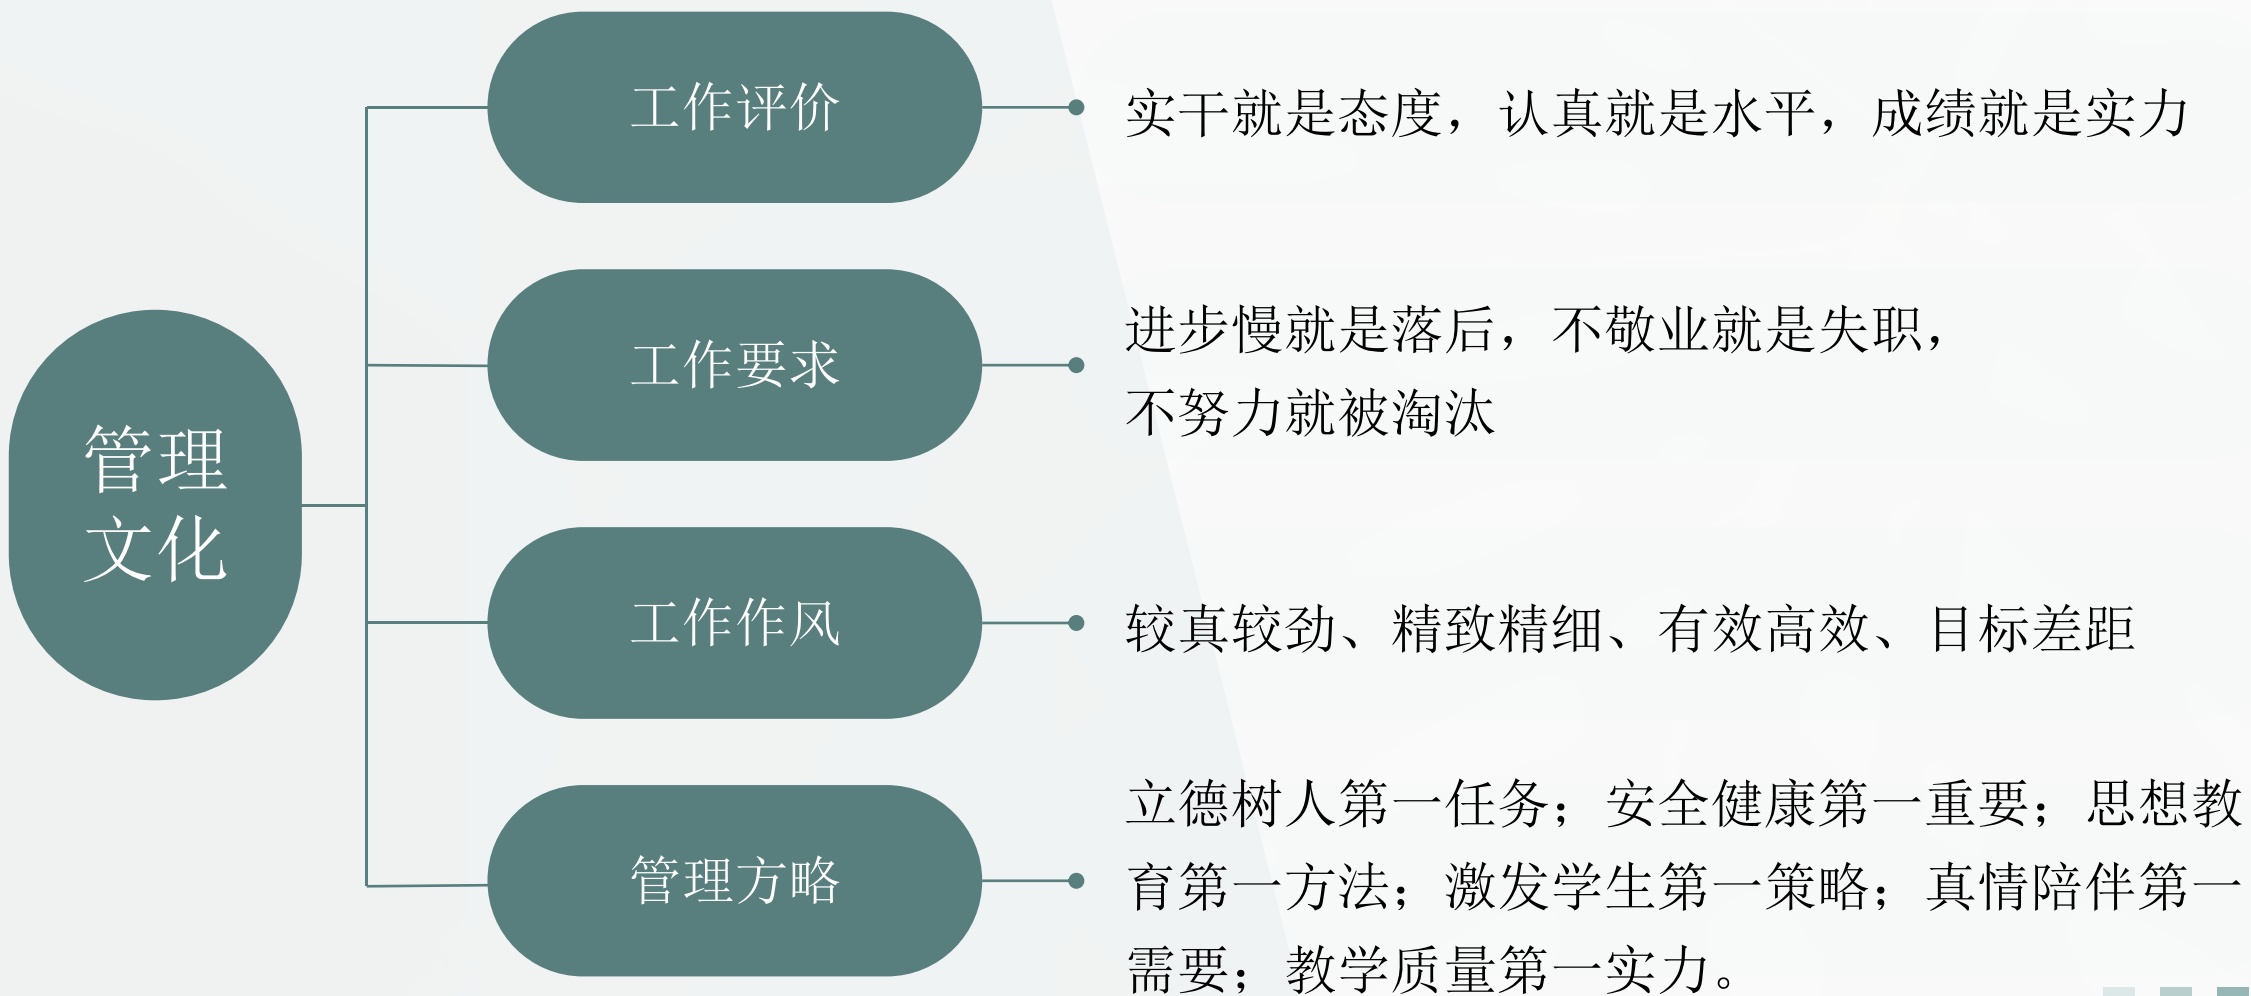 管理
文化
工作评价
实干就是态度，认真就是水平，成绩就是实力
工作要求
进步慢就是落后，不敬业就是失职，
不努力就被淘汰
工作作风
较真较劲、精致精细、有效高效、目标差距
管理方略
立德树人第一任务；安全健康第一重要；思想教
育第一方法；激发学生第一策略；真情陪伴第一
需要；教学质量第一实力。